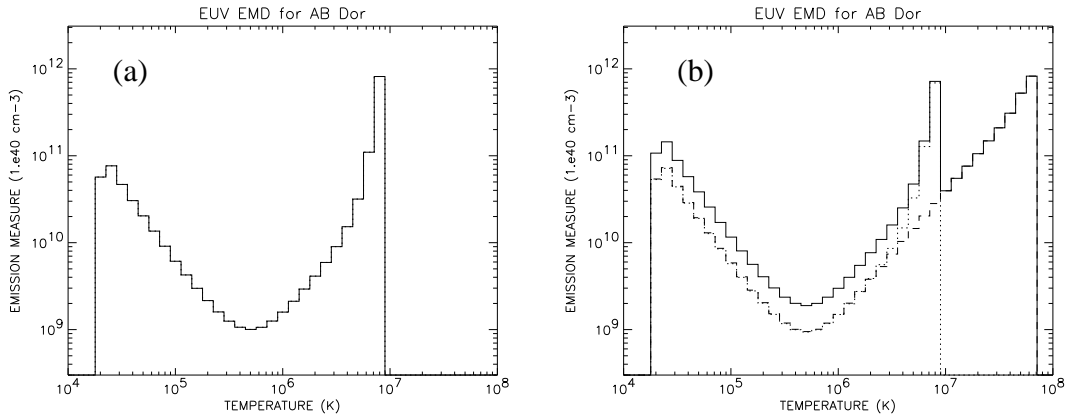 EUV EMD for AB Dor
(a)
EMISSION MEASURE (1.e40 cm-3)
10^12
10^11
10^10
10^9
10^4 10^5 10^6 10^7 10^8
TEMPERATURE (K)
EUV EMD for AB Dor
(b)
EMISSION MEASURE (1.e40 cm-3)
10^12
10^11
10^10
10^9
10^4 10^5 10^6 10^7 10^8
TEMPERATURE (K)